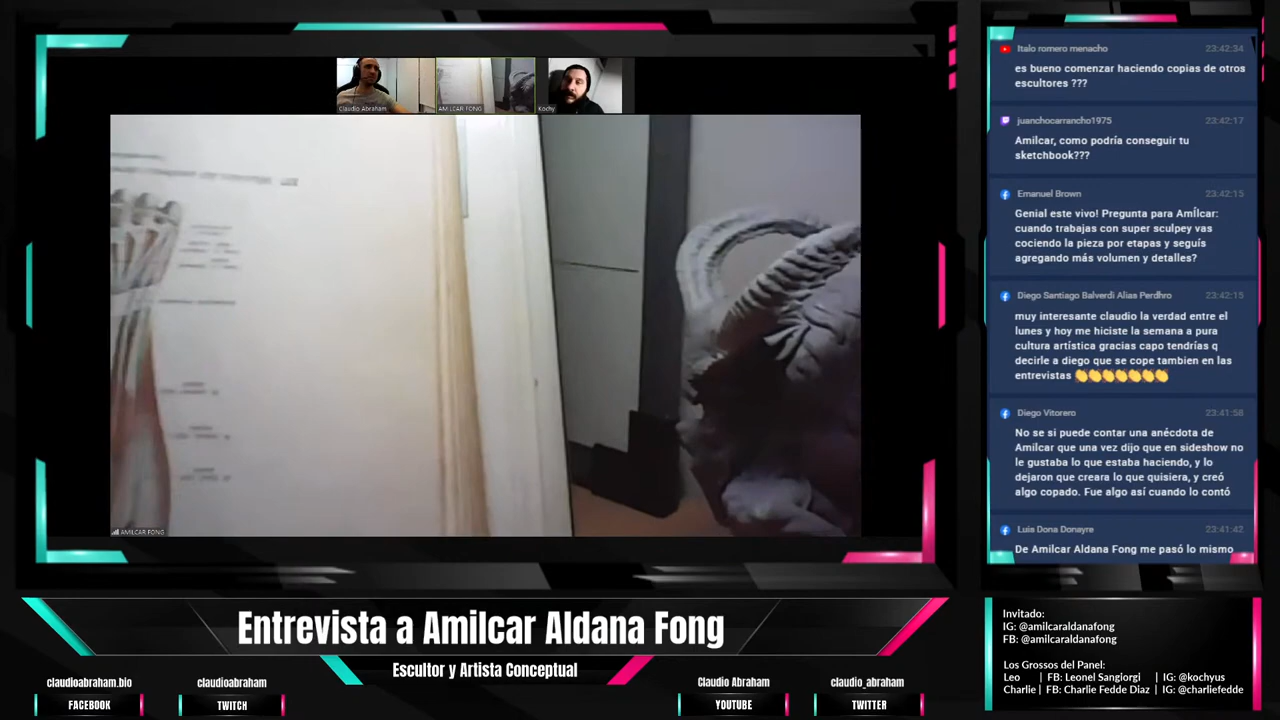 Claudio Abraham
AMILCAR FONG
Kochy
AMILCAR FONG
Italo romero menacho 23:42:34
es bueno comenzar haciendo copias de otros
escultores ???
juanchocarrancho1975 23:42:17
Amilcar, como podría conseguir tu
sketchbook???
Emanuel Brown 23:42:15
Genial este vivo! Pregunta para AmÍlcar:
cuando trabajas con super sculpey vas
cociendo la pieza por etapas y seguís
agregando más volumen y detalles?
Diego Santiago Balverdi Alias Perdhro 23:42:15
muy interesante claudio la verdad entre el
lunes y hoy me hiciste la semana a pura
cultura artística gracias capo tendrías q
decirle a diego que se cope tambien en las
entrevistas 👏👏👏👏👏👏👏
Diego Vitorero 23:41:58
No se si puede contar una anécdota de
Amilcar que una vez dijo que en sideshow no
le gustaba lo que estaba haciendo, y lo
dejaron que creara lo que quisiera, y creó
algo copado. Fue algo así cuando lo contó
Luis Dona Donayre 23:41:42
De Amilcar Aldana Fong me pasó lo mismo
Entrevista a Amilcar Aldana Fong
Escultor y Artista Conceptual
claudioabraham.bio
FACEBOOK
claudioabraham
TWITCH
Claudio Abraham
YOUTUBE
claudio_abraham
TWITTER
Invitado:
IG: @amilcaraldanafong
FB: @amilcaraldanafong
Los Grossos del Panel:
Leo | FB: Leonel Sangiorgi | IG: @kochyus
Charlie | FB: Charlie Fedde Diaz | IG: @charliefedde